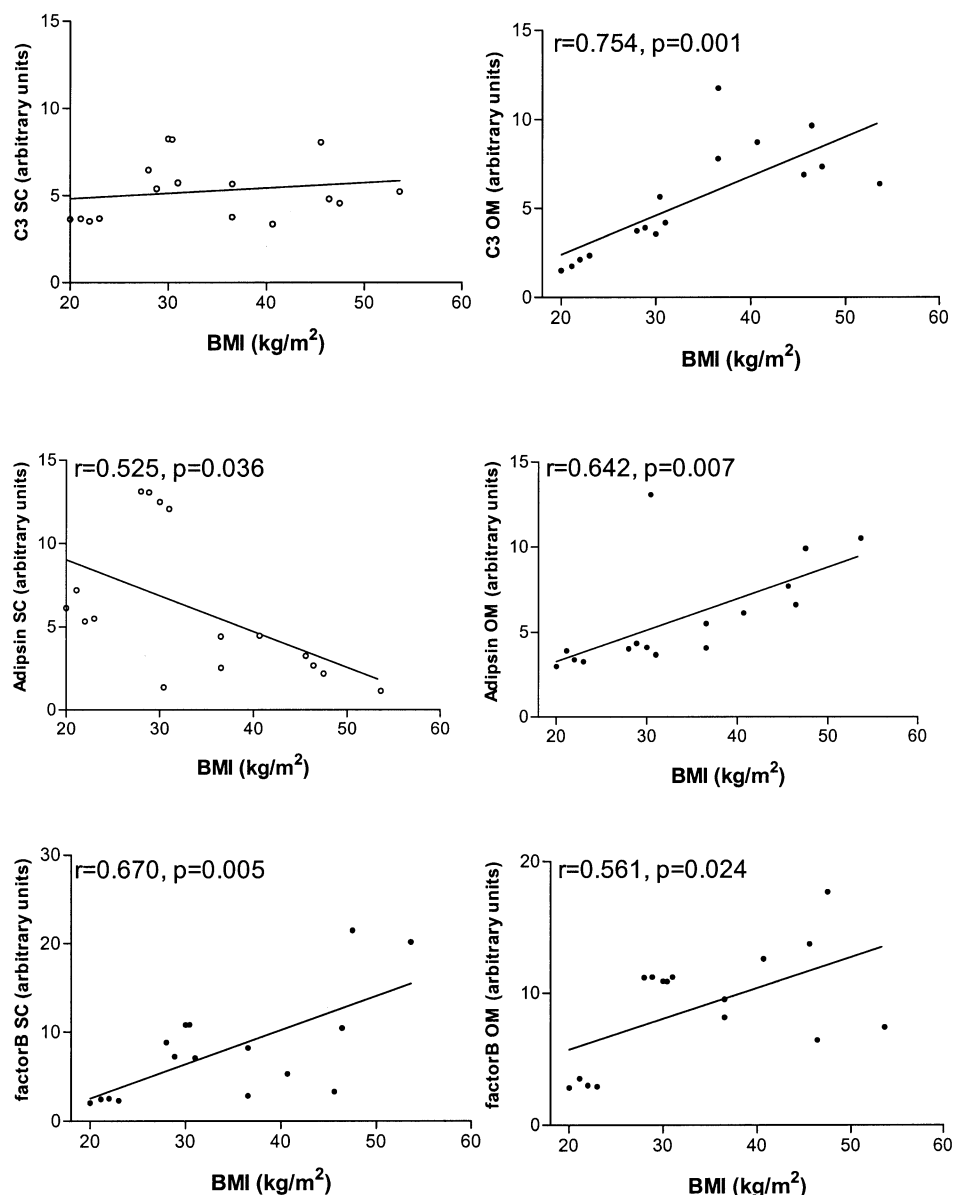 15
10
5
0
C3 SC (arbitrary units)
20 30 40 50 60
BMI (kg/m²)
r=0.754, p=0.001
15
10
5
0
C3 OM (arbitrary units)
20 30 40 50 60
BMI (kg/m²)
r=0.525, p=0.036
15
10
5
0
Adipsin SC (arbitrary units)
20 30 40 50 60
BMI (kg/m²)
r=0.642, p=0.007
15
10
5
0
Adipsin OM (arbitrary units)
20 30 40 50 60
BMI (kg/m²)
r=0.670, p=0.005
30
20
10
0
factorB SC (arbitrary units)
20 30 40 50 60
BMI (kg/m²)
r=0.561, p=0.024
20
10
0
factorB OM (arbitrary units)
20 30 40 50 60
BMI (kg/m²)